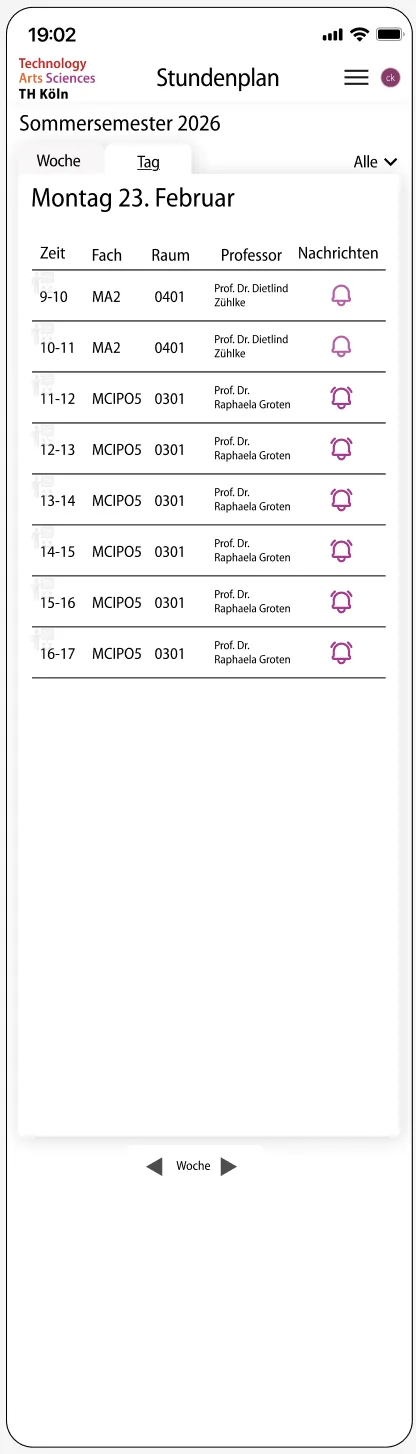 19:02
Technology
Arts Sciences
TH Köln
Stundenplan
ck
Sommersemester 2026
Woche
Tag
Alle
Montag 23. Februar
Zeit Fach Raum Professor Nachrichten
9-10 MA2 0401 Prof. Dr. Dietlind
Zühlke
10-11 MA2 0401 Prof. Dr. Dietlind
Zühlke
11-12 MCIPO5 0301 Prof. Dr.
Raphaela Groten
12-13 MCIPO5 0301 Prof. Dr.
Raphaela Groten
13-14 MCIPO5 0301 Prof. Dr.
Raphaela Groten
14-15 MCIPO5 0301 Prof. Dr.
Raphaela Groten
15-16 MCIPO5 0301 Prof. Dr.
Raphaela Groten
16-17 MCIPO5 0301 Prof. Dr.
Raphaela Groten
Woche